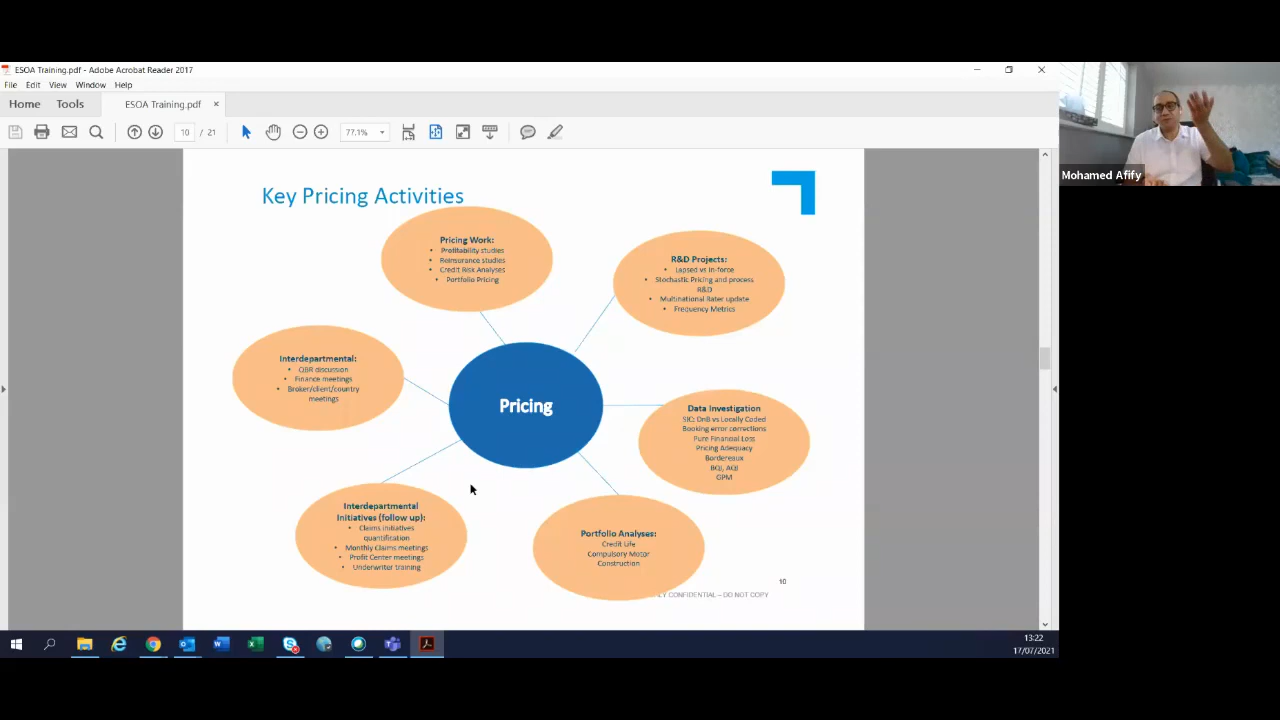 ESOA Training.pdf - Adobe Acrobat Reader 2017
File Edit View Window Help
Home Tools ESOA Training.pdf ×
10 / 21 77.1%
Mohamed Afify
Key Pricing Activities
Pricing Work:
• Profitability studies
• Reinsurance studies
• Credit Risk Analyses
• Portfolio Pricing
R&D Projects:
• Lapsed vs In-force
• Stochastic Pricing and process
R&D
• Multinational Rater update
• Frequency Metrics
Interdepartmental:
• QBR discussion
• Finance meetings
• Broker/client/country
meetings
Pricing
Data Investigation
SIC: DnB vs Locally Coded
Booking error corrections
Pure Financial Loss
Pricing Adequacy
Bordereaux
BQI, AQI
GPM
Interdepartmental
Initiatives (follow up):
• Claims initiatives
quantification
• Monthly Claims meetings
• Profit Center meetings
• Underwriter training
Portfolio Analyses:
Credit Life
Compulsory Motor
Construction
10
CONFIDENTIAL – DO NOT COPY
13:22
17/07/2021